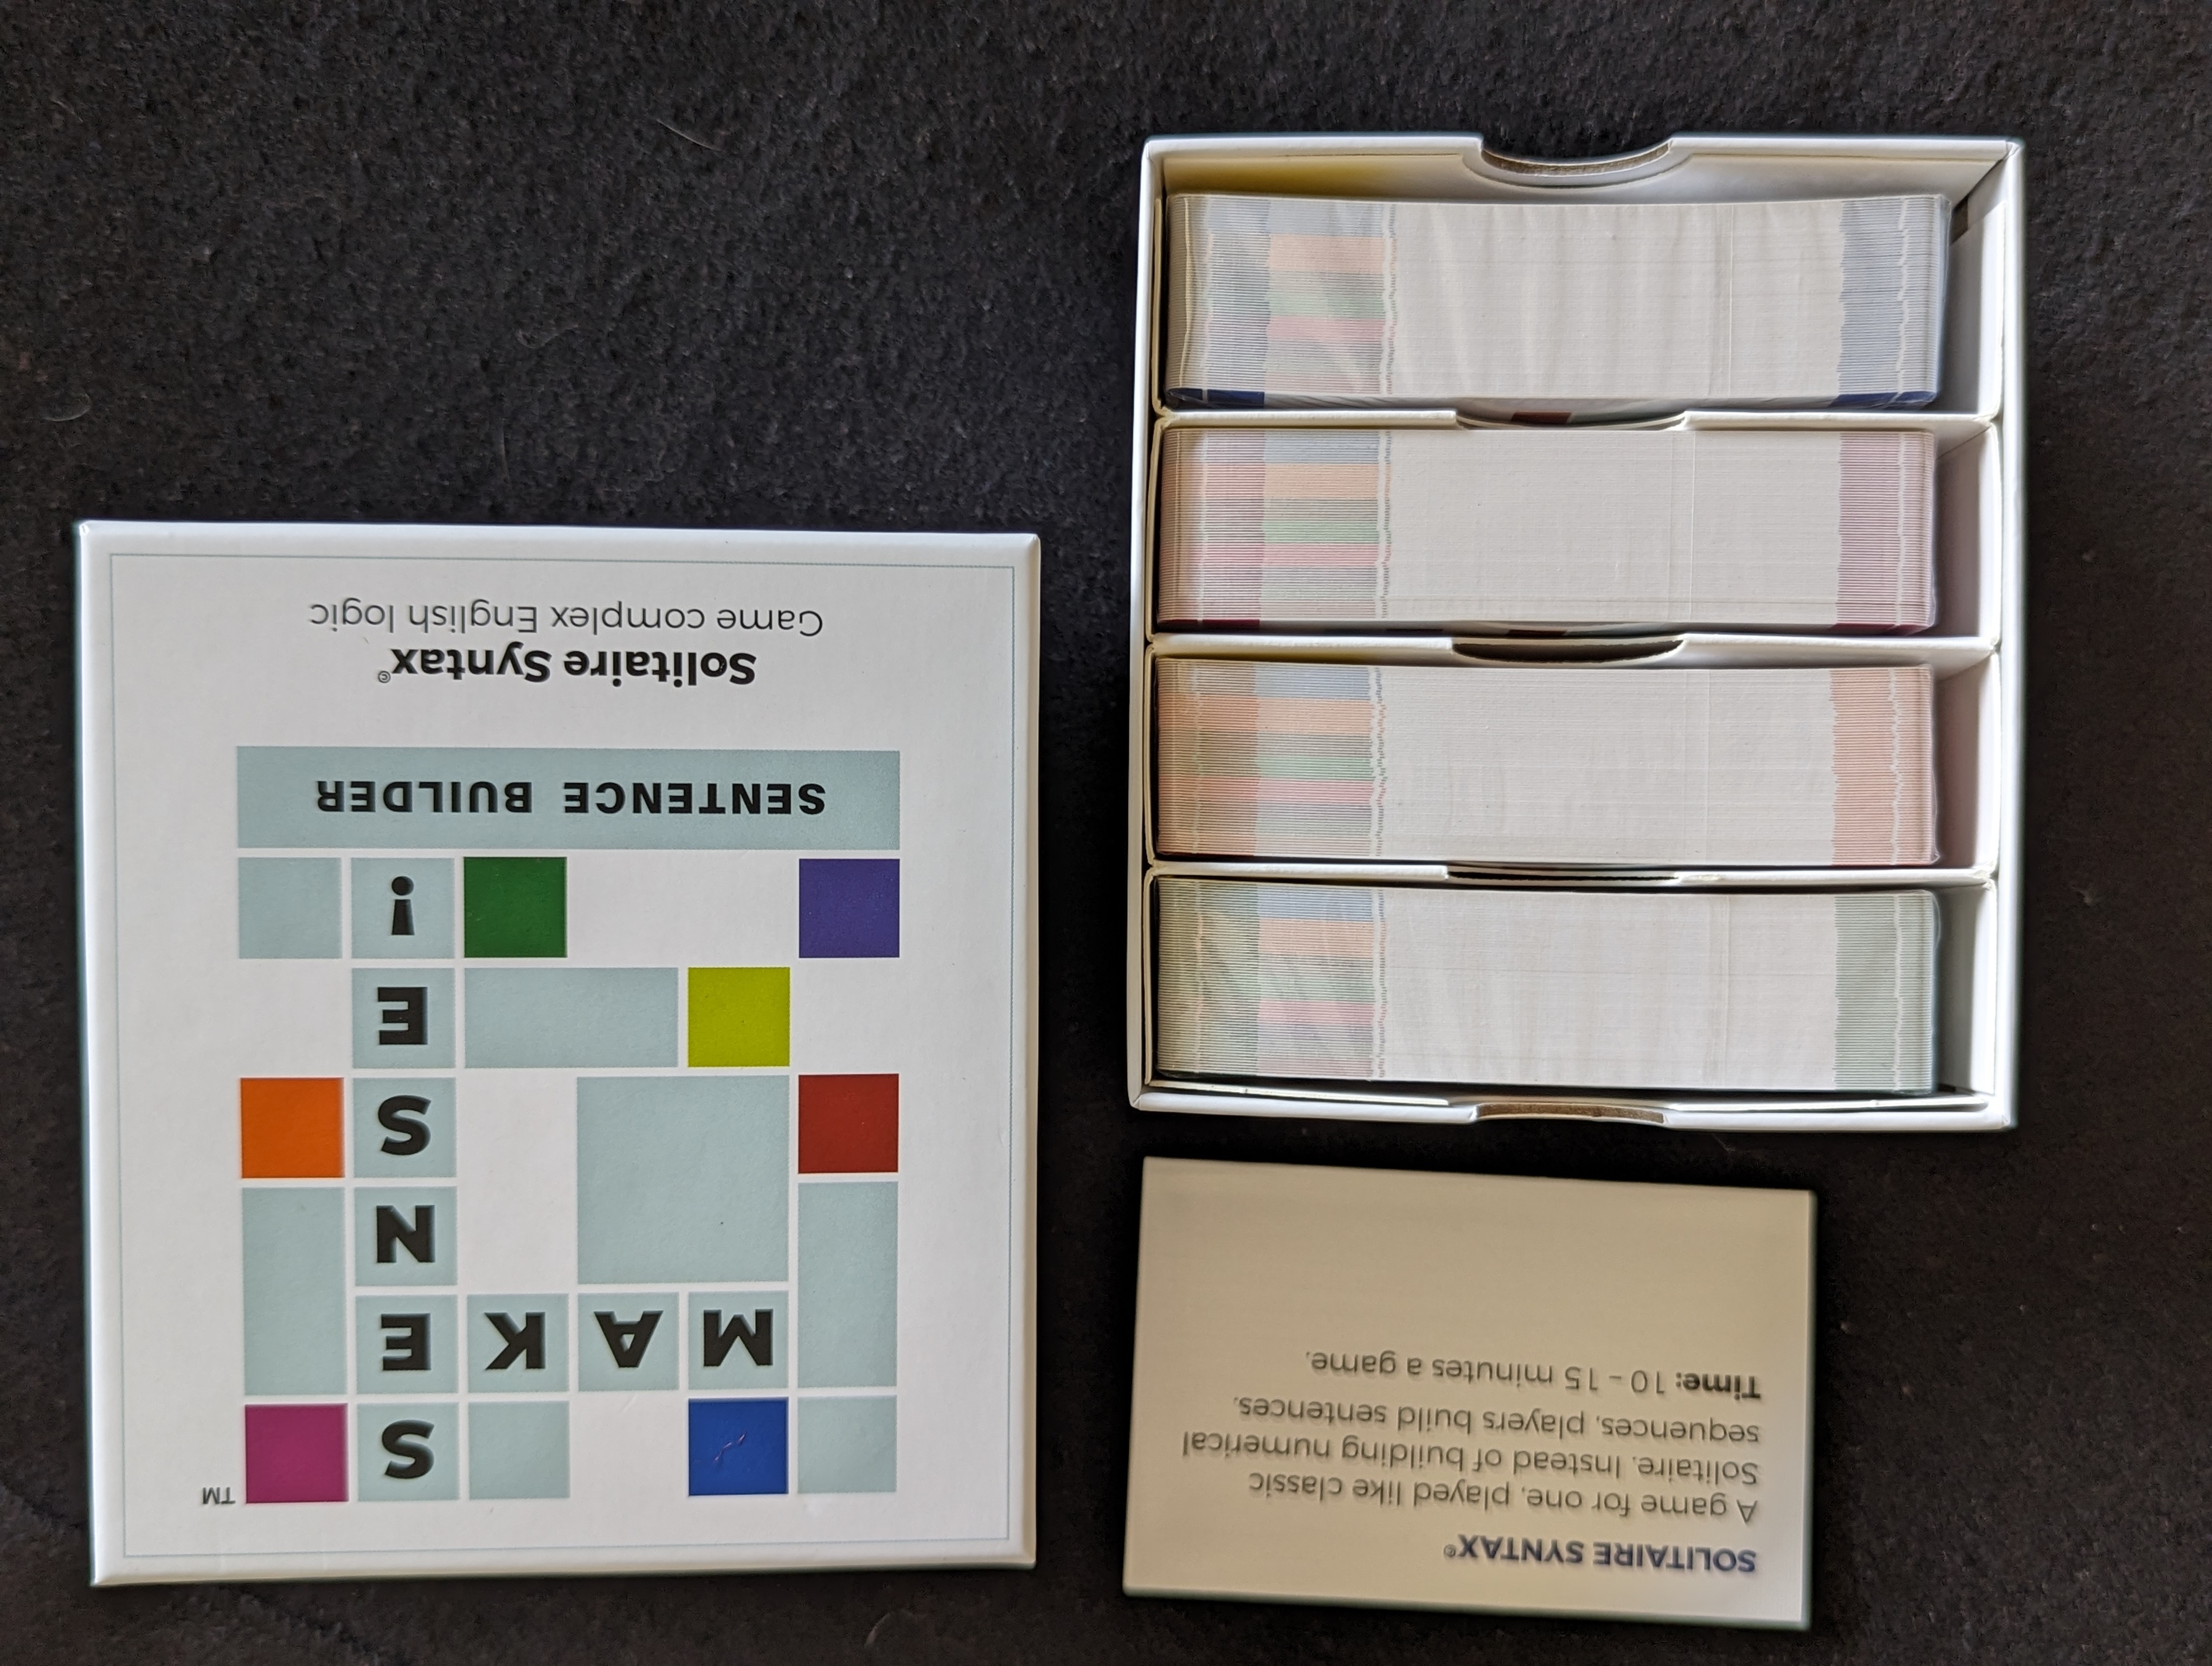 SOLITAIRE SYNTAX©
A game for one, played like classic
Solitaire. Instead of building numerical
sequences, players build sentences.
Time: 10 – 15 minutes a game.
MAKE
SENSE!
TM
SENTENCE BUILDER
Solitaire Syntax©
Game complex English logic